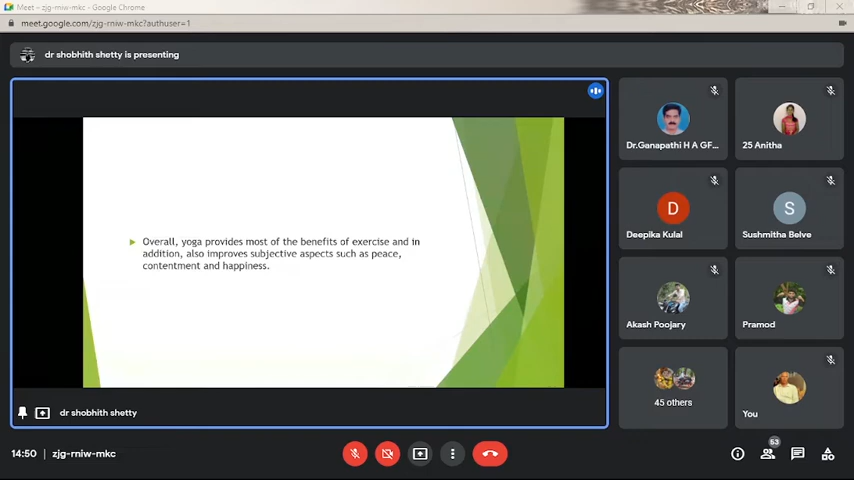 Meet – zjg-rniw-mkc - Google Chrome
meet.google.com/zjg-rniw-mkc?authuser=1
dr shobhith shetty is presenting
Overall, yoga provides most of the benefits of exercise and in
addition, also improves subjective aspects such as peace,
contentment and happiness.
dr shobhith shetty
Dr.Ganapathi H A GF...
25 Anitha
D
Deepika Kulal
S
Sushmitha Belve
Akash Poojary
Pramod
45 others
You
14:50
zjg-rniw-mkc
53